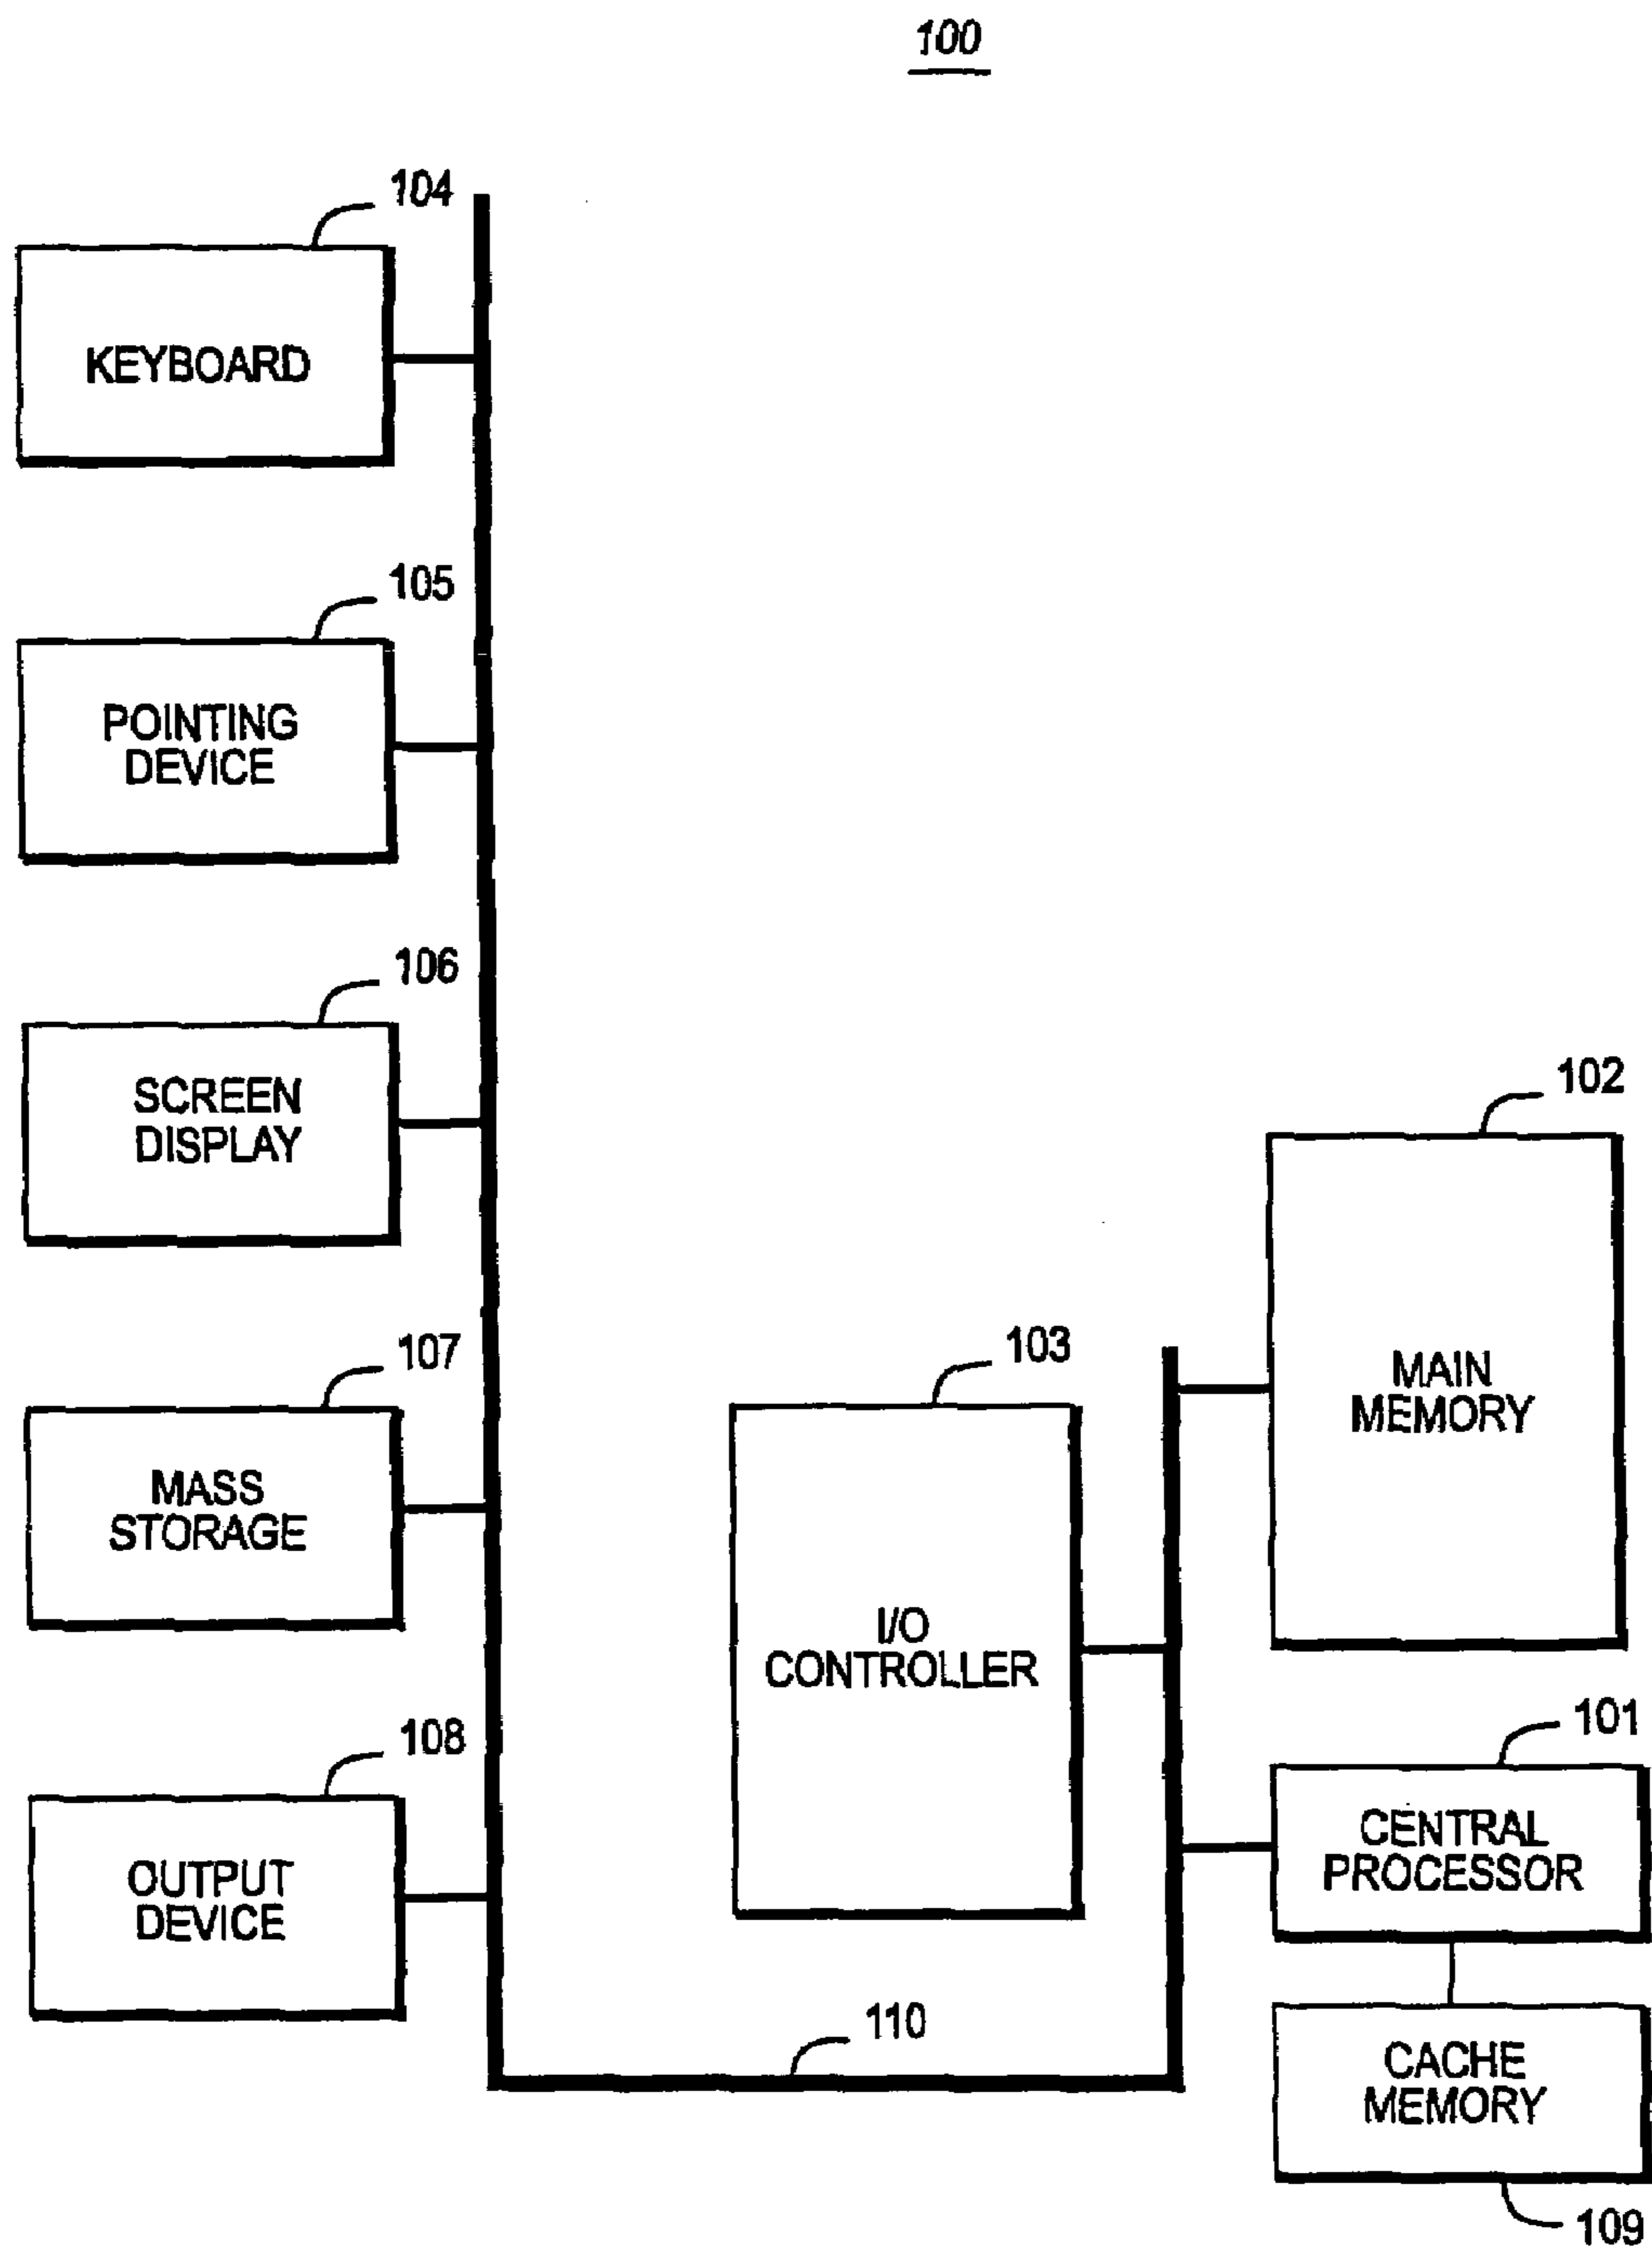 100
104
KEYBOARD
105
POINTING
DEVICE
106
SCREEN
DISPLAY
107
MASS
STORAGE
108
OUTPUT
DEVICE
103
I/O
CONTROLLER
102
MAIN
MEMORY
101
CENTRAL
PROCESSOR
110
CACHE
MEMORY
109